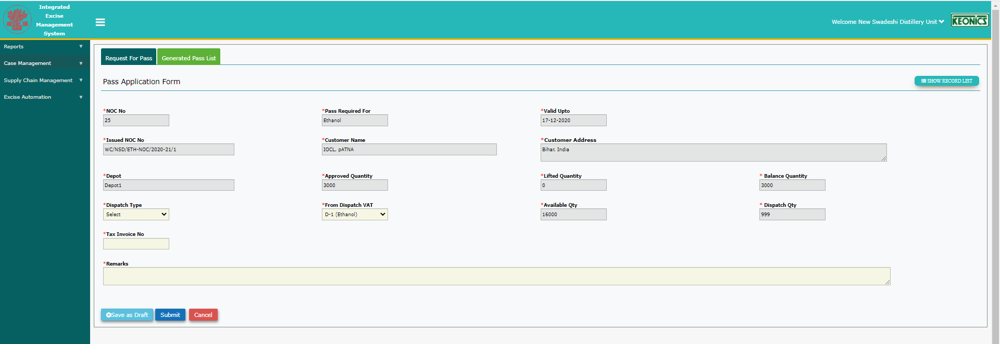 Integrated
Excise
Management
System
Welcome New Swadeshi Distillery Unit
KEONICS
Reports
Case Management
Supply Chain Management
Excise Automation
Request For Pass
Generated Pass List
Pass Application Form
SHOW RECORD LIST
*NOC No
*Pass Required For
*Valid Upto
25
Ethanol
17-12-2020
*Issued NOC No
*Customer Name
*Customer Address
WC/NSD/ETH-NOC/2020-21/1
IOCL, pATNA
Bihar, India
*Depot
*Approved Quantity
*Lifted Quantity
* Balance Quantity
Depot1
3000
0
3000
*Dispatch Type
*From Dispatch VAT
*Available Qty
* Dispatch Qty
Select
D-1 (Ethanol)
16000
999
*Tax Invoice No
*Remarks
Save as Draft
Submit
Cancel